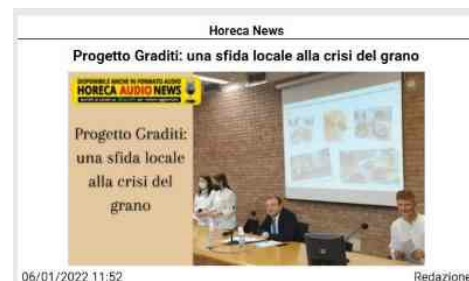 Horeca News
Progetto Graditi: una sfida locale alla crisi del grano
DISPONIBILE ANCHE IN FORMATO AUDIO
HORECA AUDIO NEWS
Progetto Graditi:
una sfida locale
alla crisi del
grano
06/01/2022 11:52
Redazione